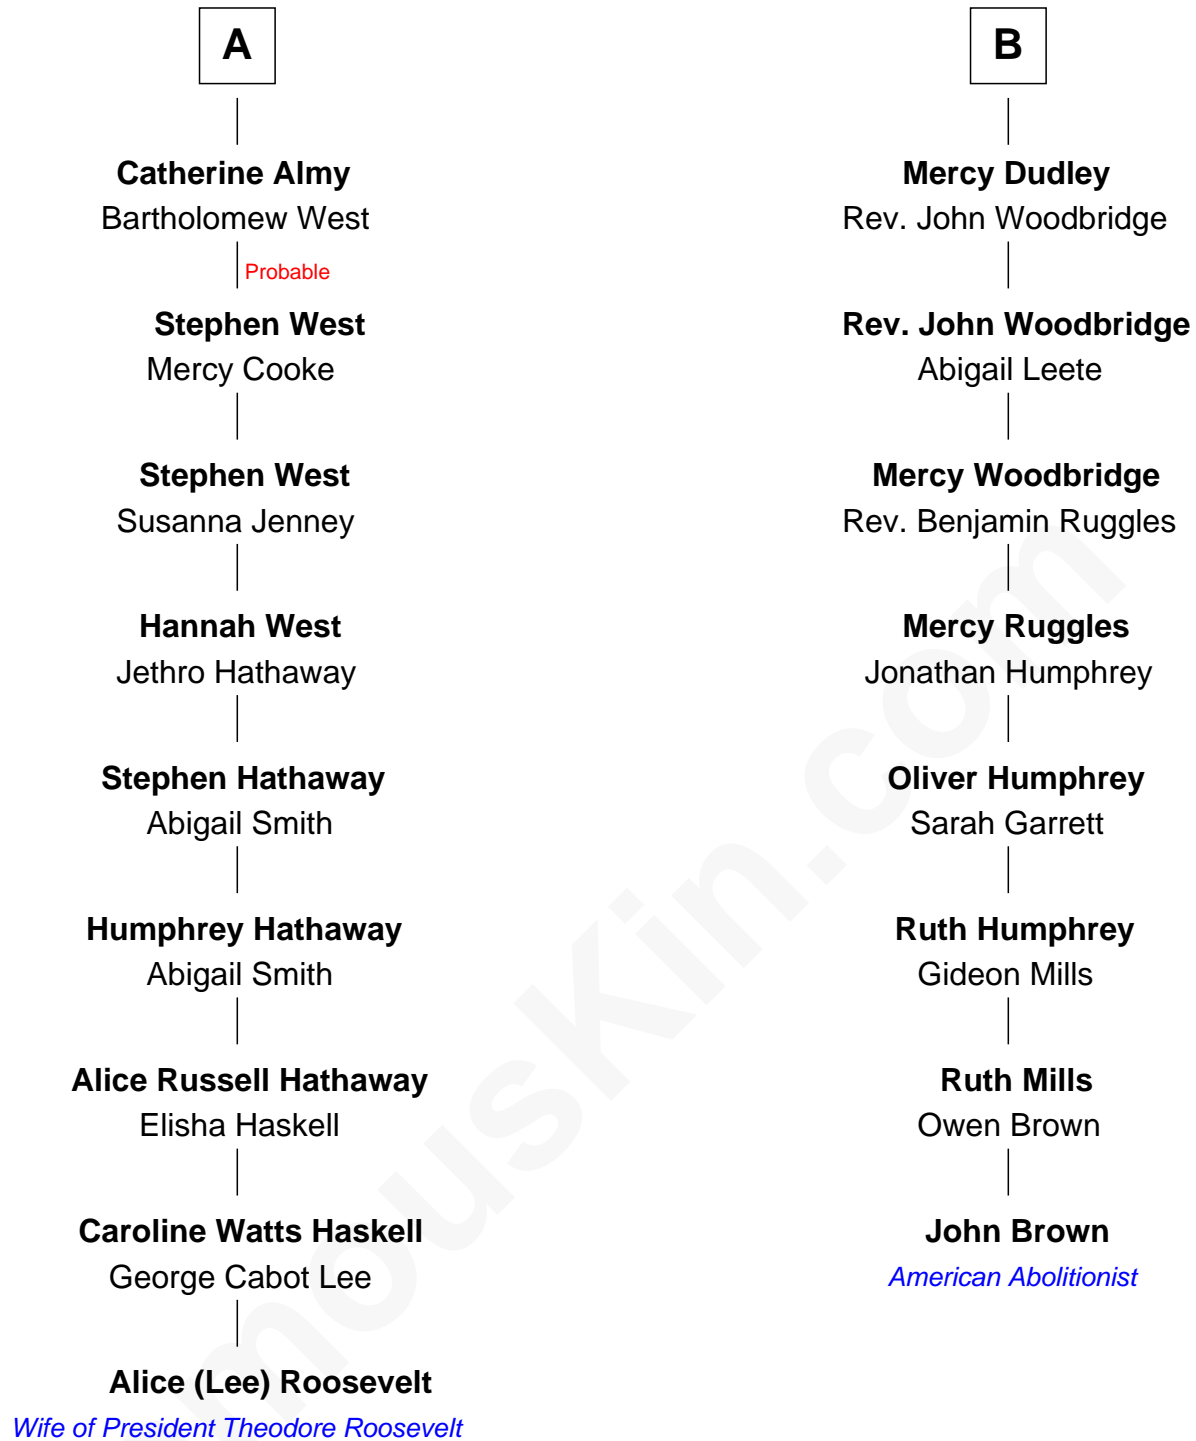 A
Catherine Almy
Bartholomew West
Probable
Stephen West
Mercy Cooke
Stephen West
Susanna Jenney
Hannah West
Jethro Hathaway
Stephen Hathaway
Abigail Smith
Humphrey Hathaway
Abigail Smith
Alice Russell Hathaway
Elisha Haskell
Caroline Watts Haskell
George Cabot Lee
Alice (Lee) Roosevelt
Wife of President Theodore Roosevelt
B
Mercy Dudley
Rev. John Woodbridge
Rev. John Woodbridge
Abigail Leete
Mercy Woodbridge
Rev. Benjamin Ruggles
Mercy Ruggles
Jonathan Humphrey
Oliver Humphrey
Sarah Garrett
Ruth Humphrey
Gideon Mills
Ruth Mills
Owen Brown
John Brown
American Abolitionist
mousKin.com